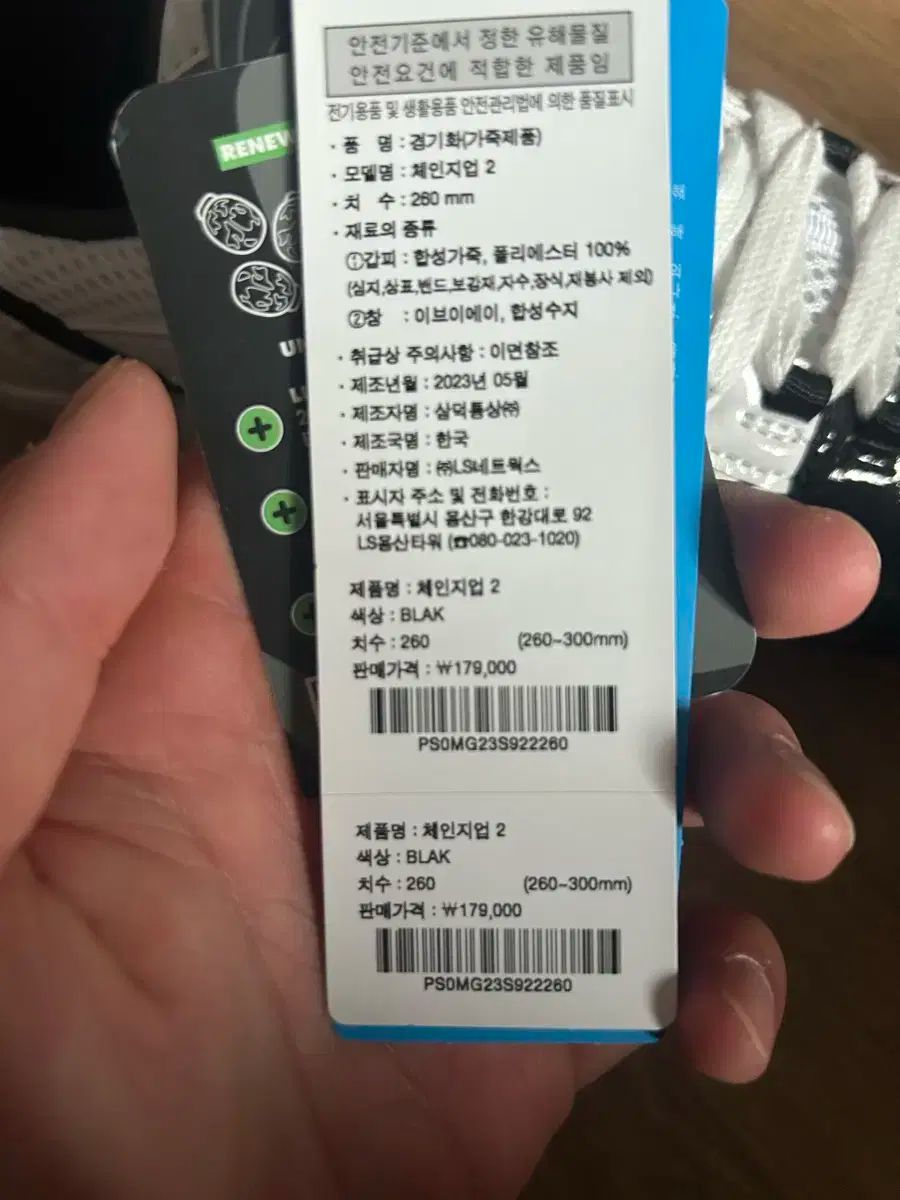 안전기준에서 정한 유해물질
안전요건에 적합한 제품임
전기용품 및 생활용품 안전관리법에 의한 품질표시
· 품 명 : 경기화(가죽제품)
· 모델명 : 체인지업 2
· 치 수 : 260 mm
· 재료의 종류
①갑피 : 합성가죽, 폴리에스터 100%
(심지,상표,밴드,보강재,자수,장식,재봉사 제외)
②창 : 이브이에이, 합성수지
· 취급상 주의사항 : 이면참조
· 제조년월 : 2023년 05월
· 제조자명 : 삼덕통상㈜
· 제조국명 : 한국
· 판매자명 : ㈜LS네트웍스
· 표시자 주소 및 전화번호 :
서울특별시 용산구 한강대로 92
LS용산타워 (☎080-023-1020)
제품명 : 체인지업 2
색상 : BLAK
치수 : 260 (260~300mm)
판매가격 : ₩179,000
PS0MG23S922260
제품명 : 체인지업 2
색상 : BLAK
치수 : 260 (260~300mm)
판매가격 : ₩179,000
PS0MG23S922260
RENEW